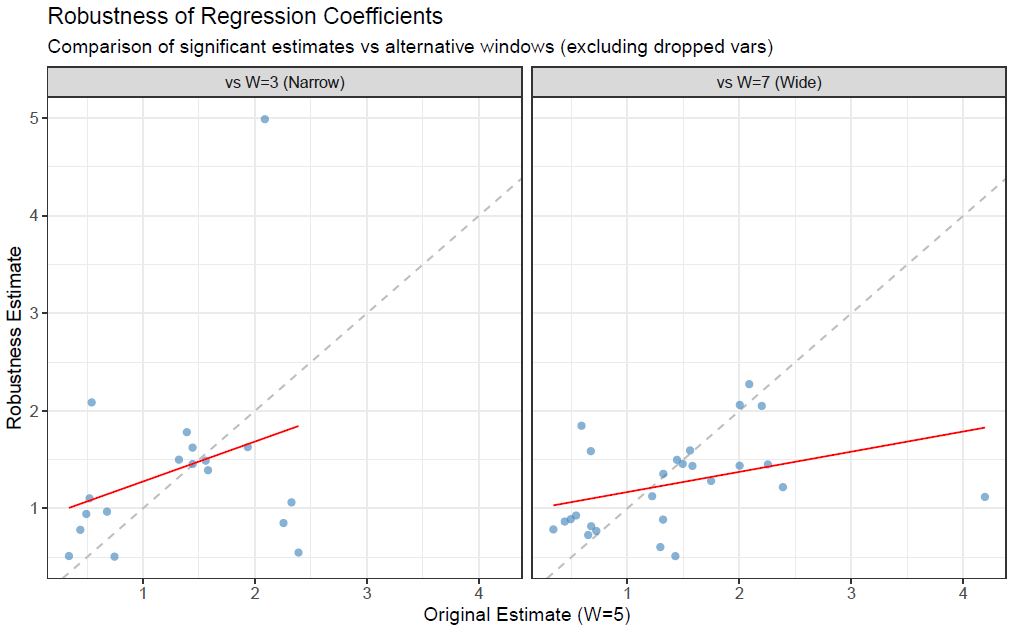 Robustness of Regression Coefficients
Comparison of significant estimates vs alternative windows (excluding dropped vars)
vs W=3 (Narrow)
vs W=7 (Wide)
Robustness Estimate
5
4
3
2
1
1 2 3 4
1 2 3 4
Original Estimate (W=5)